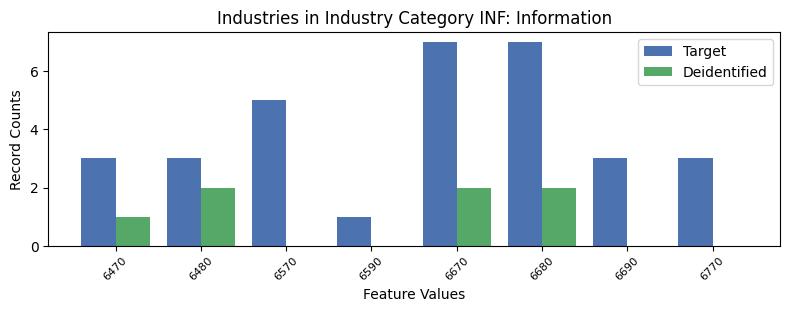 Industries in Industry Category INF: Information
Target
Deidentified
Record Counts
6
4
2
0
6470 6480 6570 6590 6670 6680 6690 6770
Feature Values